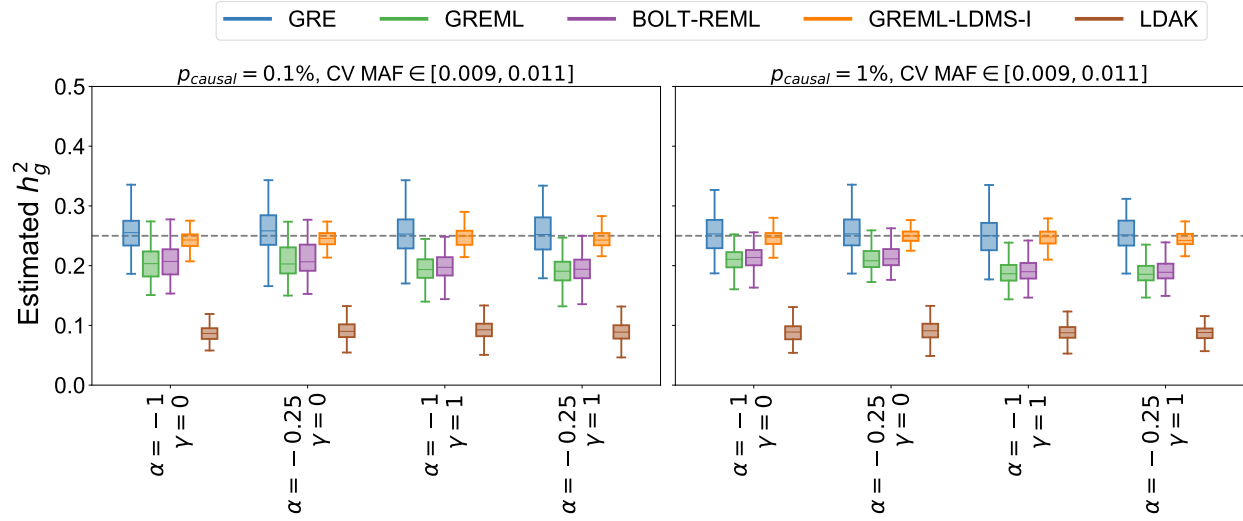 GRE GREML BOLT-REML GREML-LDMS-I LDAK
p_causal = 0.1%, CV MAF ∈ [0.009, 0.011]
p_causal = 1%, CV MAF ∈ [0.009, 0.011]
Estimated h_g^2
0.5
0.4
0.3
0.2
0.1
0.0
α = − 1
γ = 0
α = − 0.25
γ = 0
α = − 1
γ = 1
α = − 0.25
γ = 1
α = − 1
γ = 0
α = − 0.25
γ = 0
α = − 1
γ = 1
α = − 0.25
γ = 1